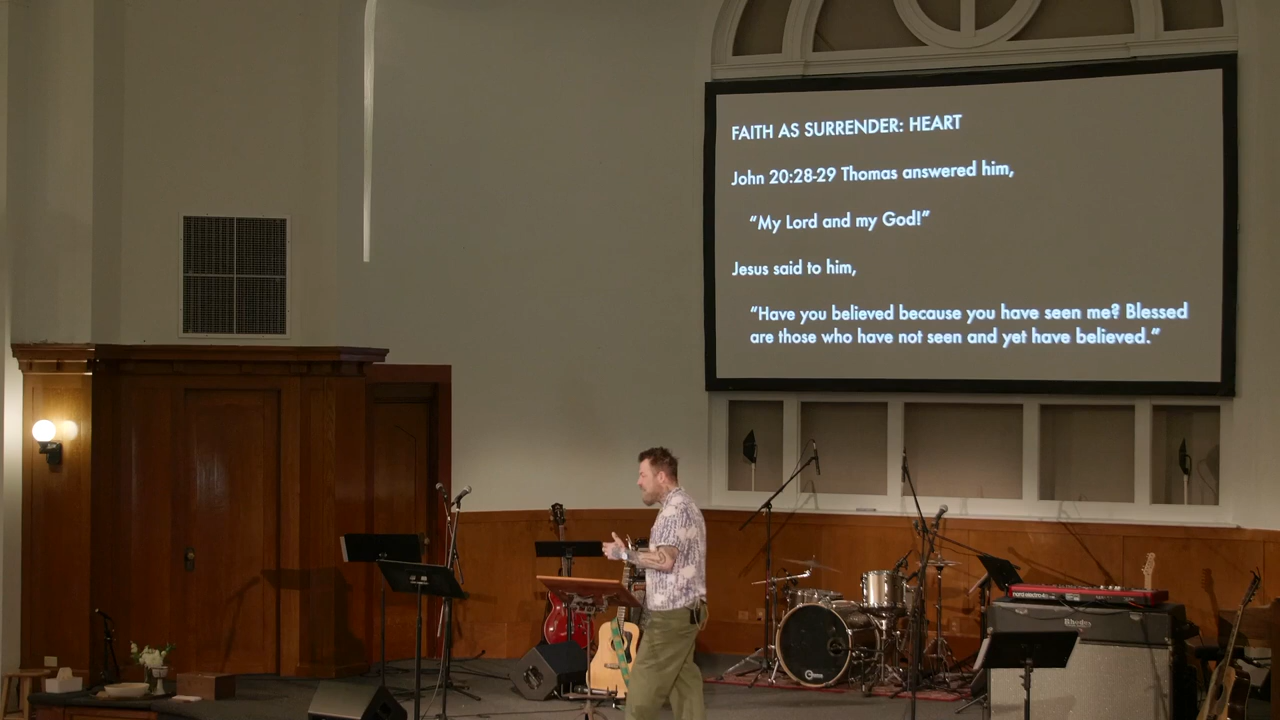 FAITH AS SURRENDER: HEART
John 20:28-29 Thomas answered him,
“My Lord and my God!”
Jesus said to him,
“Have you believed because you have seen me? Blessed
are those who have not seen and yet have believed.”
Rhodes